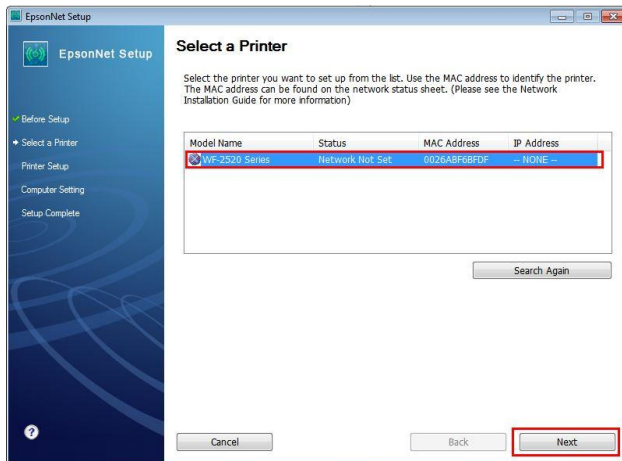 EpsonNet Setup
EpsonNet Setup
Before Setup
Select a Printer
Printer Setup
Computer Setting
Setup Complete
Select a Printer
Select the printer you want to set up from the list. Use the MAC address to identify the printer.
The MAC address can be found on the network status sheet. (Please see the Network
Installation Guide for more information)
Model Name Status MAC Address IP Address
WF-2520 Series Network Not Set 0026ABF6BFDF -- NONE --
Search Again
?
Cancel Back Next